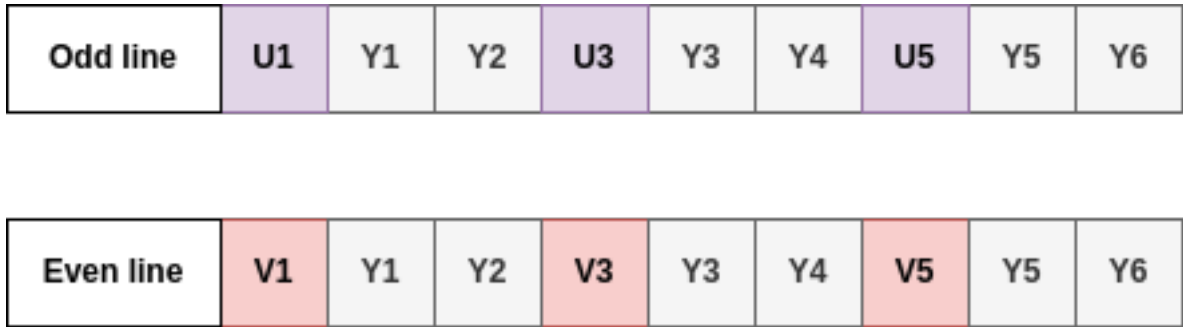 Odd line U1 Y1 Y2 U3 Y3 Y4 U5 Y5 Y6
Even line V1 Y1 Y2 V3 Y3 Y4 V5 Y5 Y6